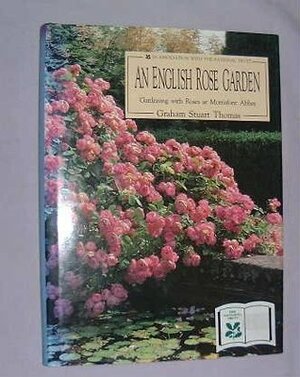 IN ASSOCIATION WITH THE NATIONAL TRUST
AN ENGLISH ROSE GARDEN
Gardening with Roses at Mottisfont Abbey
Graham Stuart Thomas